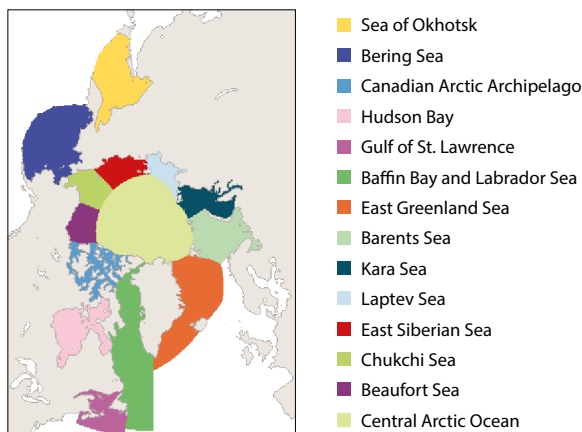 Sea of Okhotsk
Bering Sea
Canadian Arctic Archipelago
Hudson Bay
Gulf of St. Lawrence
Baffin Bay and Labrador Sea
East Greenland Sea
Barents Sea
Kara Sea
Laptev Sea
East Siberian Sea
Chukchi Sea
Beaufort Sea
Central Arctic Ocean